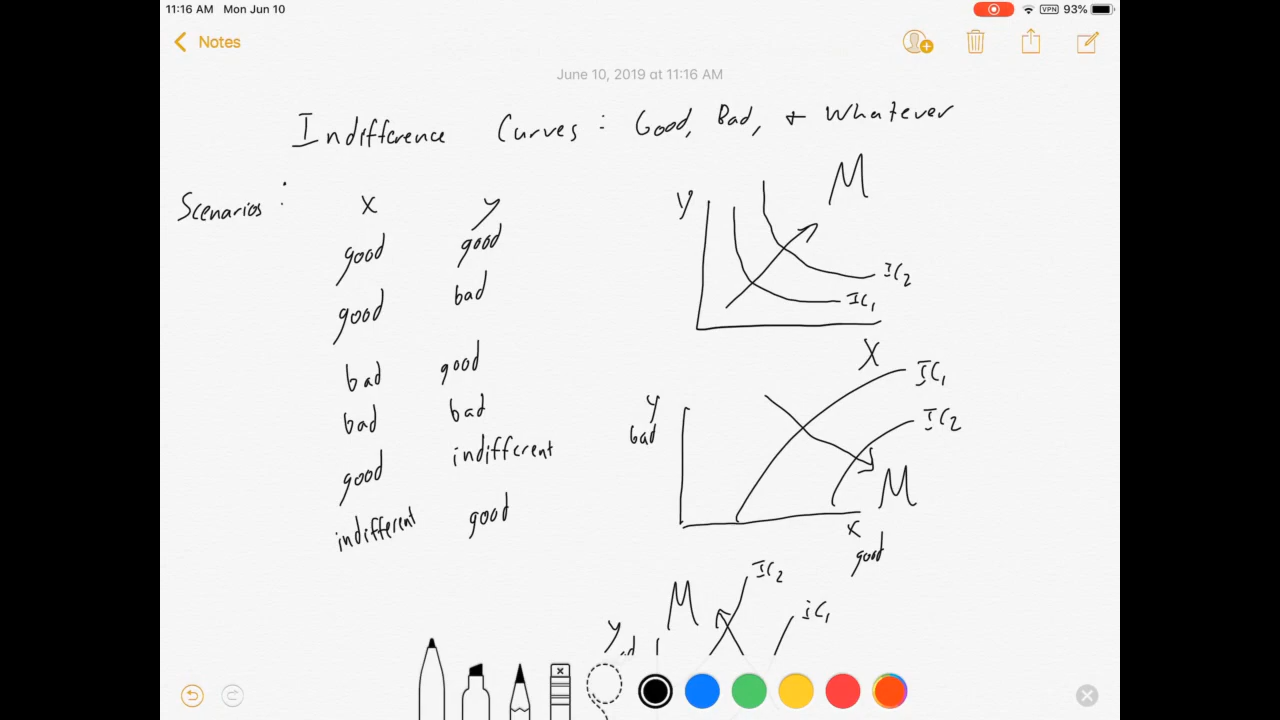 11:16 AM Mon Jun 10
VPN 93%
Notes
June 10, 2019 at 11:16 AM
Indifference Curves: Good, Bad, + Whatever
Scenarios:
X y
good good
good bad
bad good
bad bad
good indifferent
indifferent good
M
y
IC2
IC1
X
IC1
y
bad
IC2
M
x
good
IC2
M
iC1
y